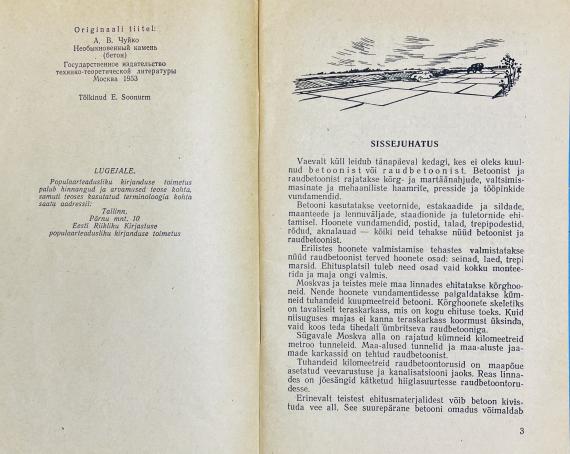 Originaali tiitel:
А. В. Чуйко
Необыкновенный камень
(бетон)
Государственное издательство
технико-теоретической литературы
Москва 1953
Tõlkinud E. Soonurm
LUGEJALE.
Populaarteadusliku kirjanduse toimetus
palub hinnangud ja arvamused teose kohta,
samuti teoses kasutatud terminoloogia kohta
saata aadressil:
Tallinn,
Pärnu mnt. 10
Eesti Riiklik Kirjastus
populaarteadusliku kirjanduse toimetus
SISSEJUHATUS
Vaevalt küll leidub tänapäeval kedagi, kes ei oleks kuul-
nud betoonist või raudbetoonist. Betoonist ja
raudbetoonist rajatakse kõrg- ja martäänahjude, valtsimis-
masinate ja mehaaniliste haamrite, presside ja tööpinkide
vundamendid.
Betooni kasutatakse veetornide, estakaadide ja sildade,
maanteede ja lennuväljade, staadionide ja tuletornide ehi-
tamisel. Hoonete vundamendid, postid, talad, trepipodestid,
rõdud, aknalauad — kõiki neid tehakse nüüd betoonist ja
raudbetoonist.
Erilistes hoonete valmistamise tehastes valmistatakse
nüüd raudbetoonist terved hoonete osad: seinad, laed, trepi
marsid. Ehitusplatsil tuleb need osad vaid kokku montee-
rida ja maja ongi valmis.
Moskvas ja teistes meie maa linnades ehitatakse kõrghoo-
neid. Nende hoonete vundamentidesse paigaldatakse küm-
neid tuhandeid kuupmeetreid betooni. Kõrghoonete skeletiks
on tavaliselt teraskarkass, mis on kogu ehituse toeks. Kuid
niisuguses majas ei kanna teraskarkass koormust üksinda,
vaid koos teda tihedalt ümbritseva raudbetooniga.
Sügavale Moskva alla on rajatud kümneid kilomeetreid
metroo tunneleid. Maa-alused tunnelid ja maa-aluste jaa-
made karkassid on tehtud raudbetoonist.
Tuhandeid kilomeetreid raudbetoontorusid on maapõue
asetatud veevarustuse ja kanalisatsiooni jaoks. Reas linna-
des on jõesängid kätketud hiiglasuurtesse raudbetoontoru-
desse.
Erinevalt teistest ehitusmaterjalidest võib betoon kivis-
tuda vee all. See suurepärane betooni omadus võimaldab
3